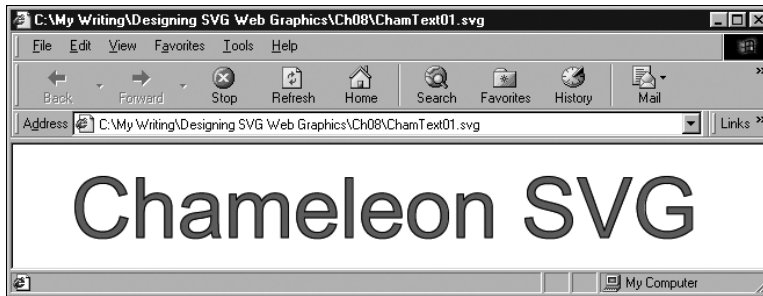 C:\My Writing\Designing SVG Web Graphics\Ch08\ChamText01.svg
File Edit View Favorites Tools Help
Back Forward Stop Refresh Home Search Favorites History Mail »
Address C:\My Writing\Designing SVG Web Graphics\Ch08\ChamText01.svg Links »
Chameleon SVG
My Computer